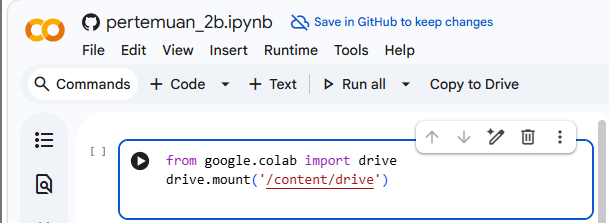 pertemuan_2b.ipynb Save in GitHub to keep changes
File Edit View Insert Runtime Tools Help
Commands + Code + Text Run all Copy to Drive
[ ] from google.colab import drive
drive.mount('/content/drive')